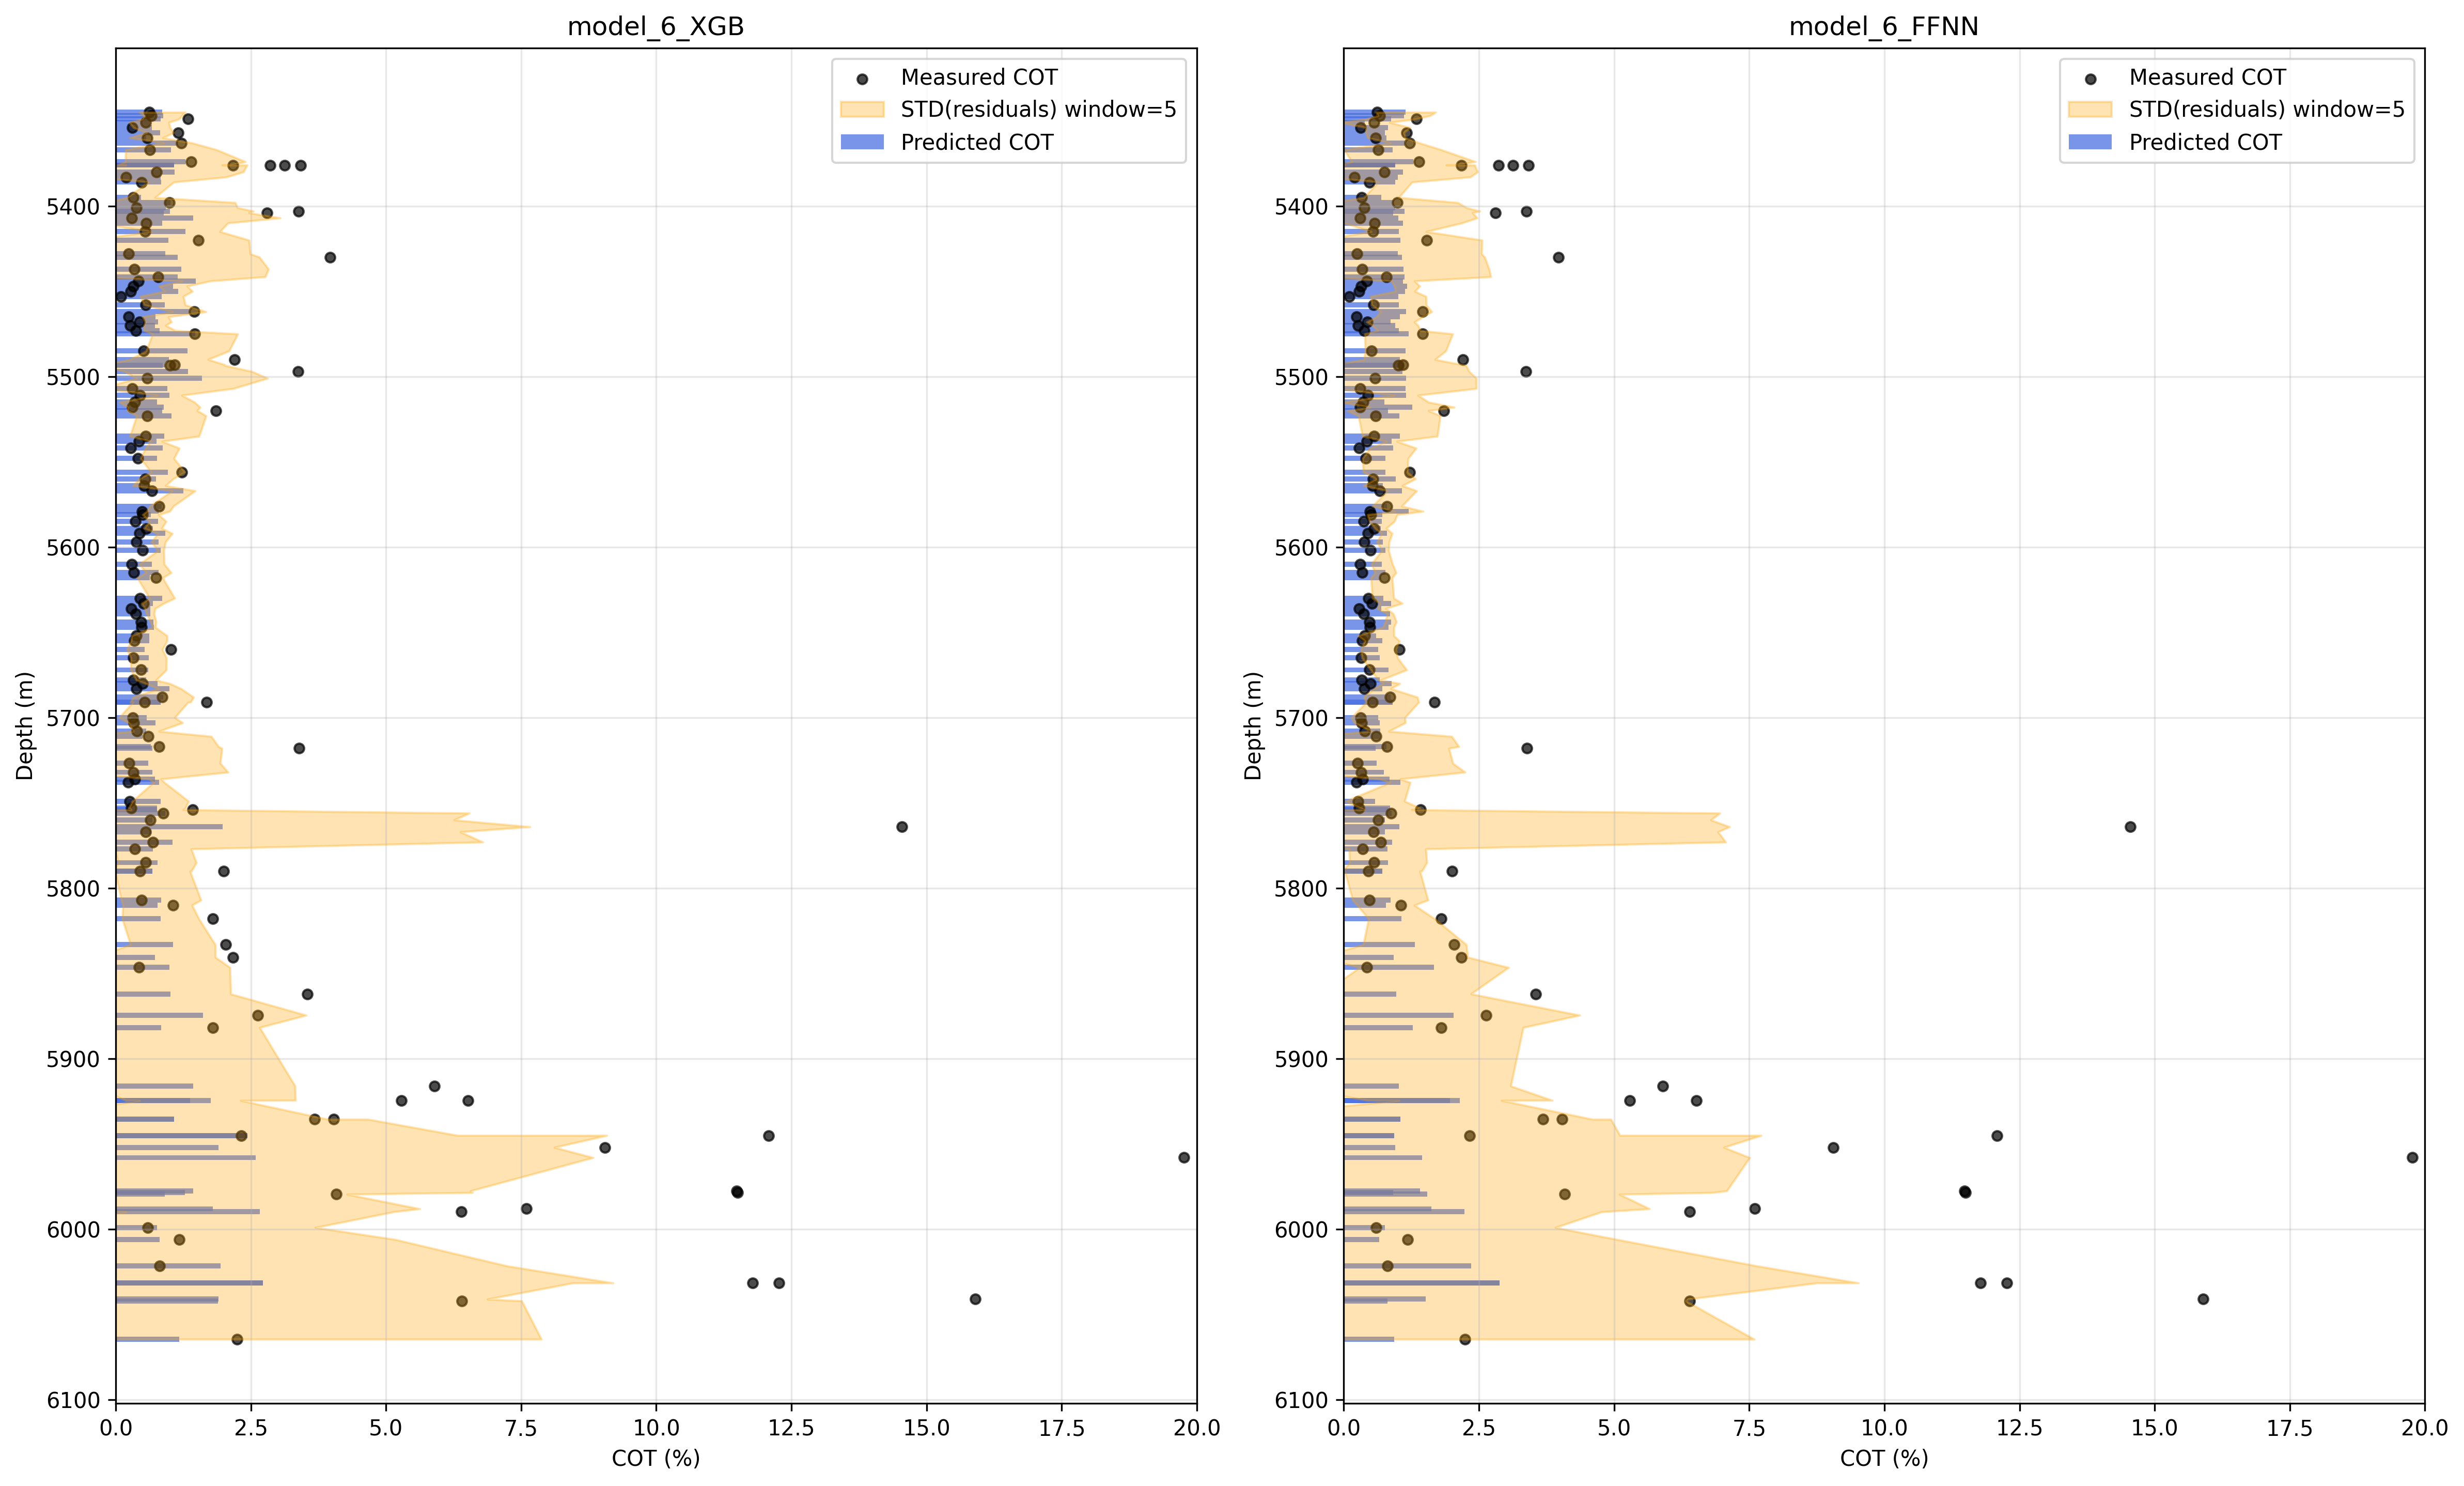 model_6_XGB
Measured COT
STD(residuals) window=5
Predicted COT
Depth (m)
5400
5500
5600
5700
5800
5900
6000
6100
0.0 2.5 5.0 7.5 10.0 12.5 15.0 17.5 20.0
COT (%)
model_6_FFNN
Measured COT
STD(residuals) window=5
Predicted COT
Depth (m)
5400
5500
5600
5700
5800
5900
6000
6100
0.0 2.5 5.0 7.5 10.0 12.5 15.0 17.5 20.0
COT (%)